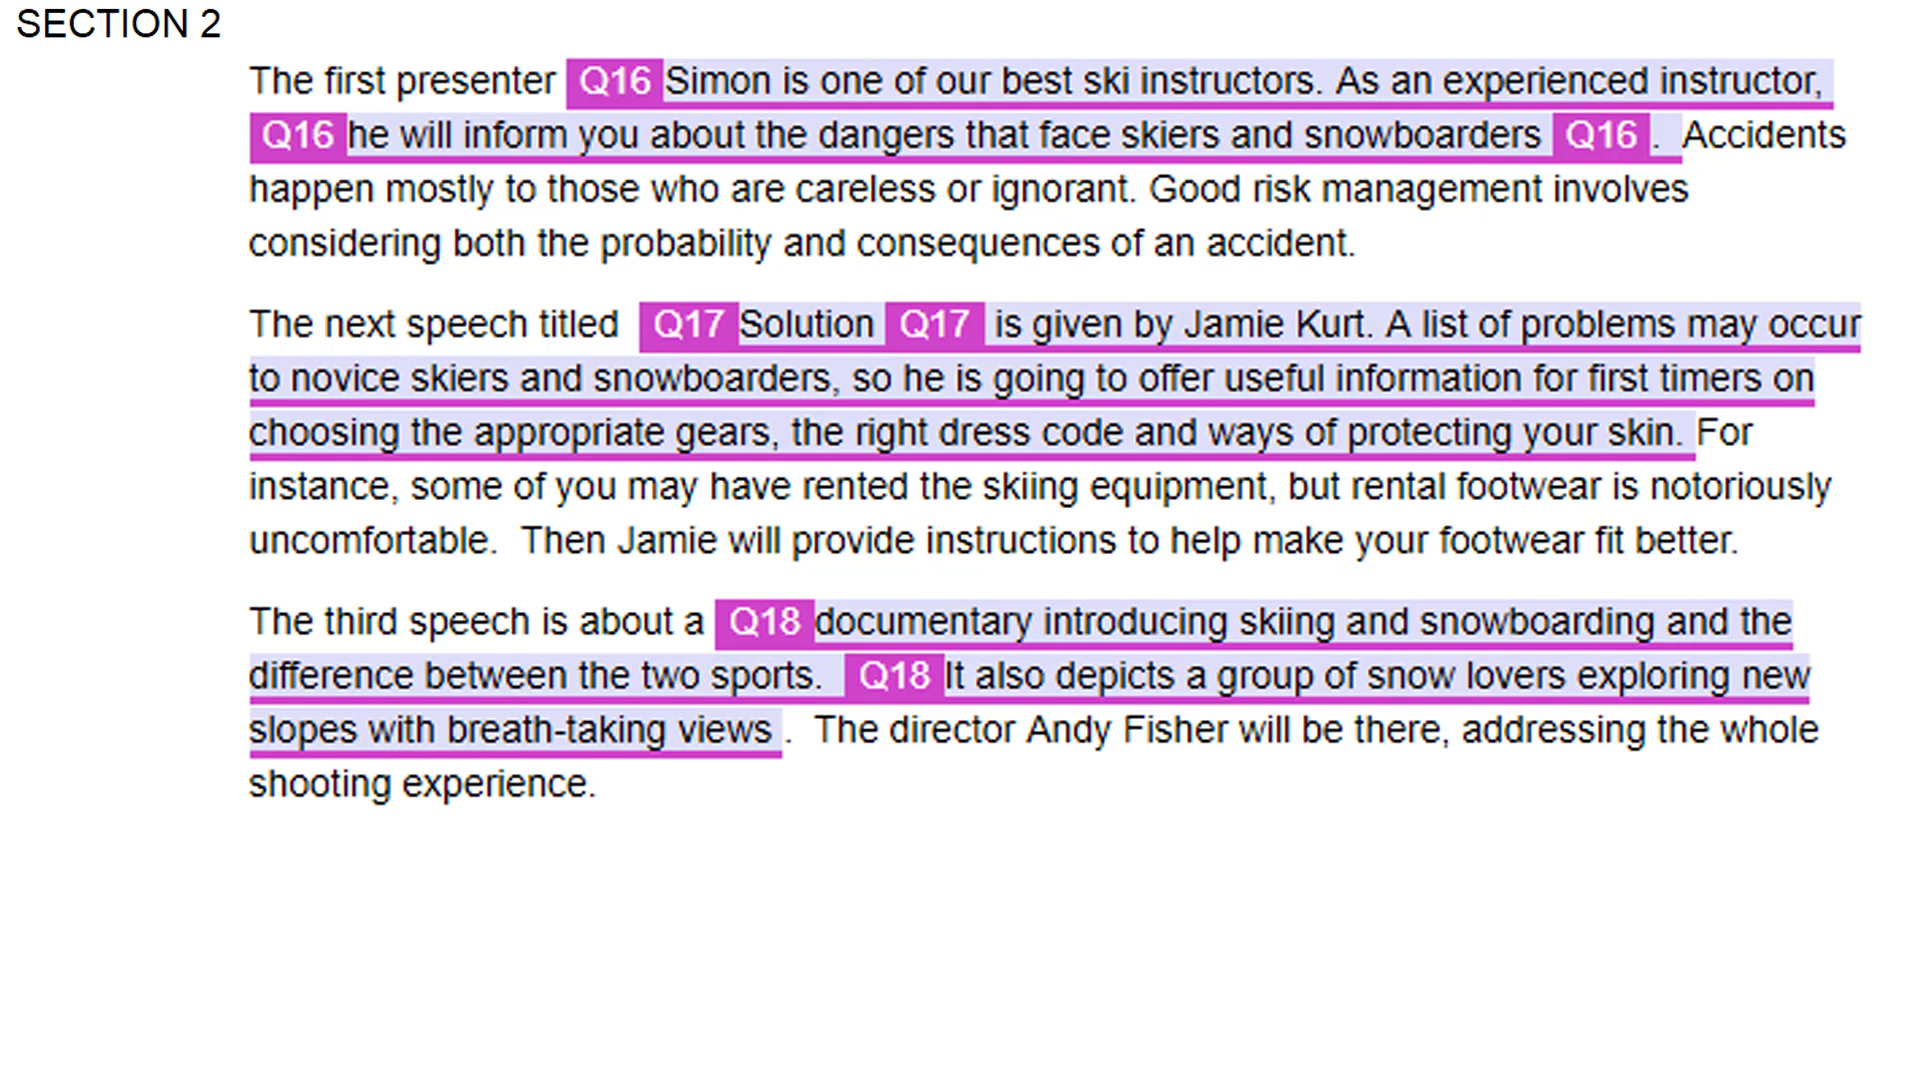 SECTION 2
The first presenter Q16 Simon is one of our best ski instructors. As an experienced instructor,
Q16 he will inform you about the dangers that face skiers and snowboarders Q16 . Accidents
happen mostly to those who are careless or ignorant. Good risk management involves
considering both the probability and consequences of an accident.
The next speech titled Q17 Solution Q17 is given by Jamie Kurt. A list of problems may occur
to novice skiers and snowboarders, so he is going to offer useful information for first timers on
choosing the appropriate gears, the right dress code and ways of protecting your skin. For
instance, some of you may have rented the skiing equipment, but rental footwear is notoriously
uncomfortable. Then Jamie will provide instructions to help make your footwear fit better.
The third speech is about a Q18 documentary introducing skiing and snowboarding and the
difference between the two sports. Q18 It also depicts a group of snow lovers exploring new
slopes with breath-taking views . The director Andy Fisher will be there, addressing the whole
shooting experience.